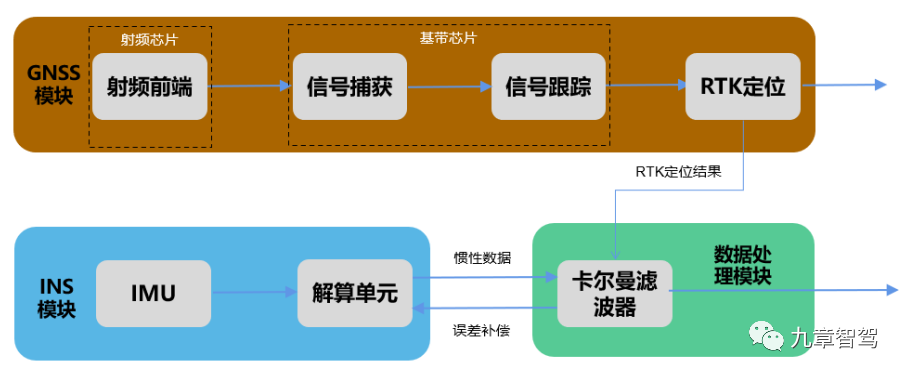 射频芯片
基带芯片
GNSS
模块
射频前端
信号捕获
信号跟踪
RTK定位
RTK定位结果
INS
模块
IMU
解算单元
惯性数据
误差补偿
卡尔曼滤
波器
数据处
理模块
九章智驾